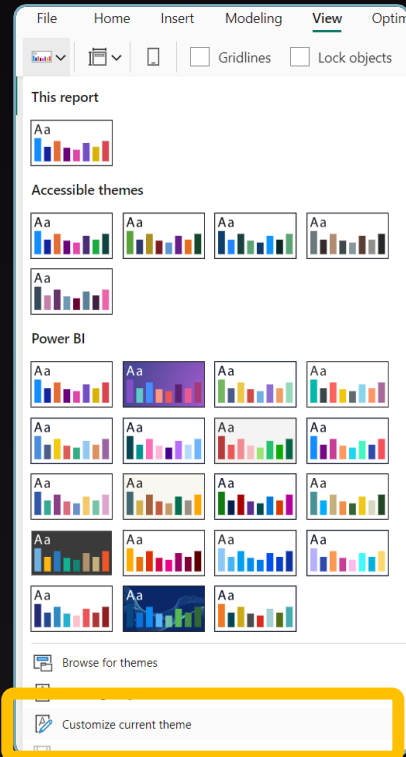 File Home Insert Modeling View Optim
Gridlines Lock objects
This report
Aa
Accessible themes
Aa Aa Aa Aa
Aa
Power BI
Aa Aa Aa Aa
Aa Aa Aa Aa
Aa Aa Aa Aa
Aa Aa Aa Aa
Aa Aa Aa
Browse for themes
Customize current theme